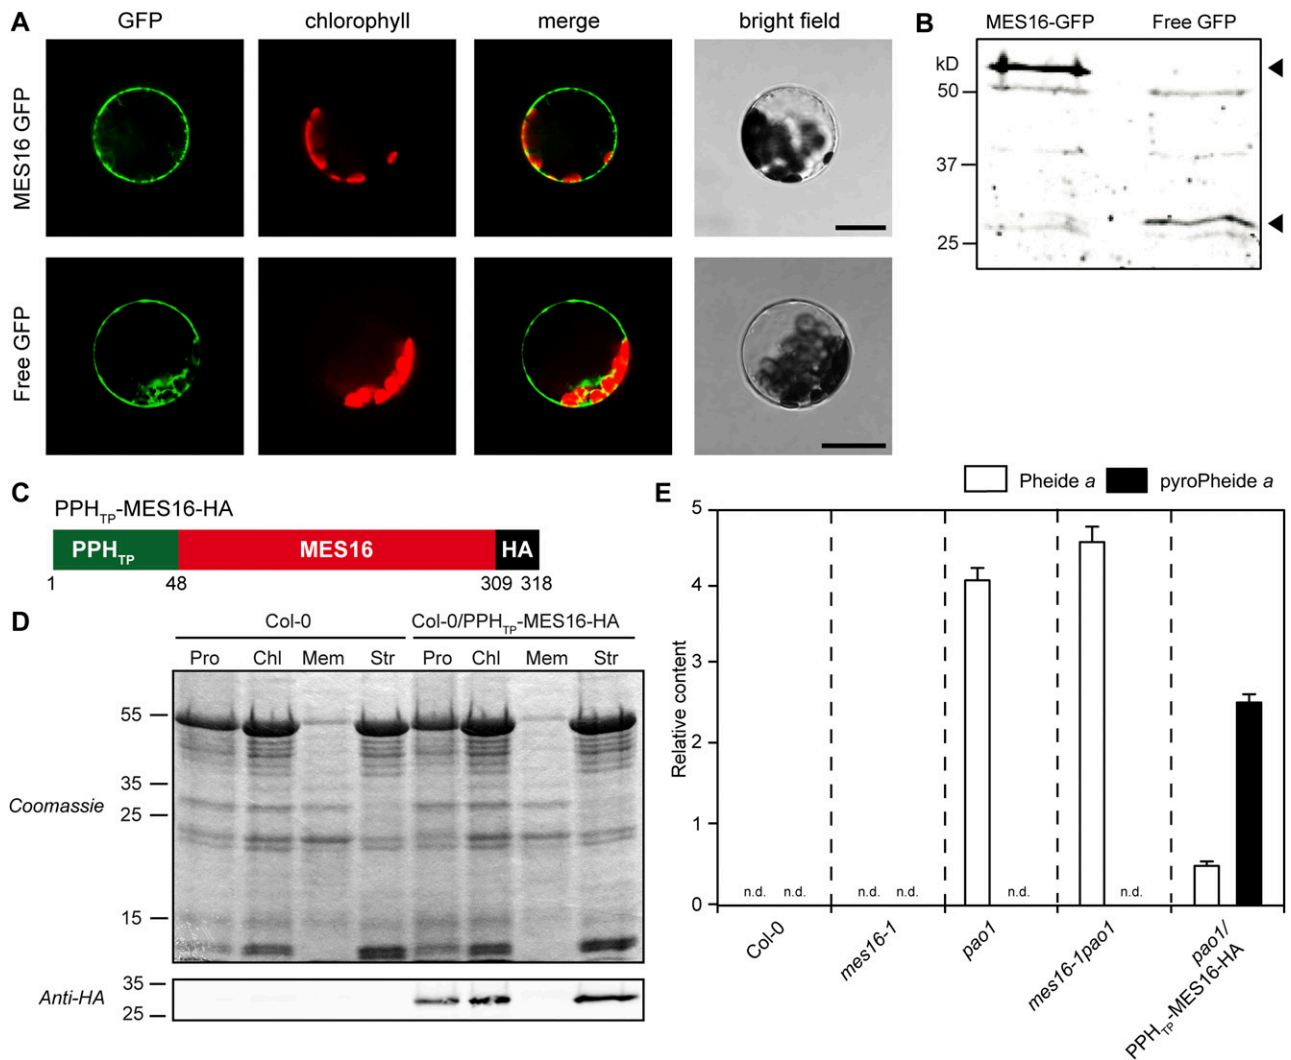 A
GFP
chlorophyll
merge
bright field
MES16 GFP
Free GFP
B
MES16-GFP
Free GFP
kD
50
37
25
C
PPHTP-MES16-HA
PPHTP
MES16
HA
1
48
309
318
D
Col-0
Col-0/PPHTP-MES16-HA
Pro
Chl
Mem
Str
Pro
Chl
Mem
Str
55
35
25
15
Coomassie
35
25
Anti-HA
E
Pheide a
pyroPheide a
5
4
3
2
1
0
Relative content
n.d.
n.d.
n.d.
n.d.
n.d.
n.d.
Col-0
mes16-1
pao1
mes16-1pao1
pao1/
PPHTP-MES16-HA